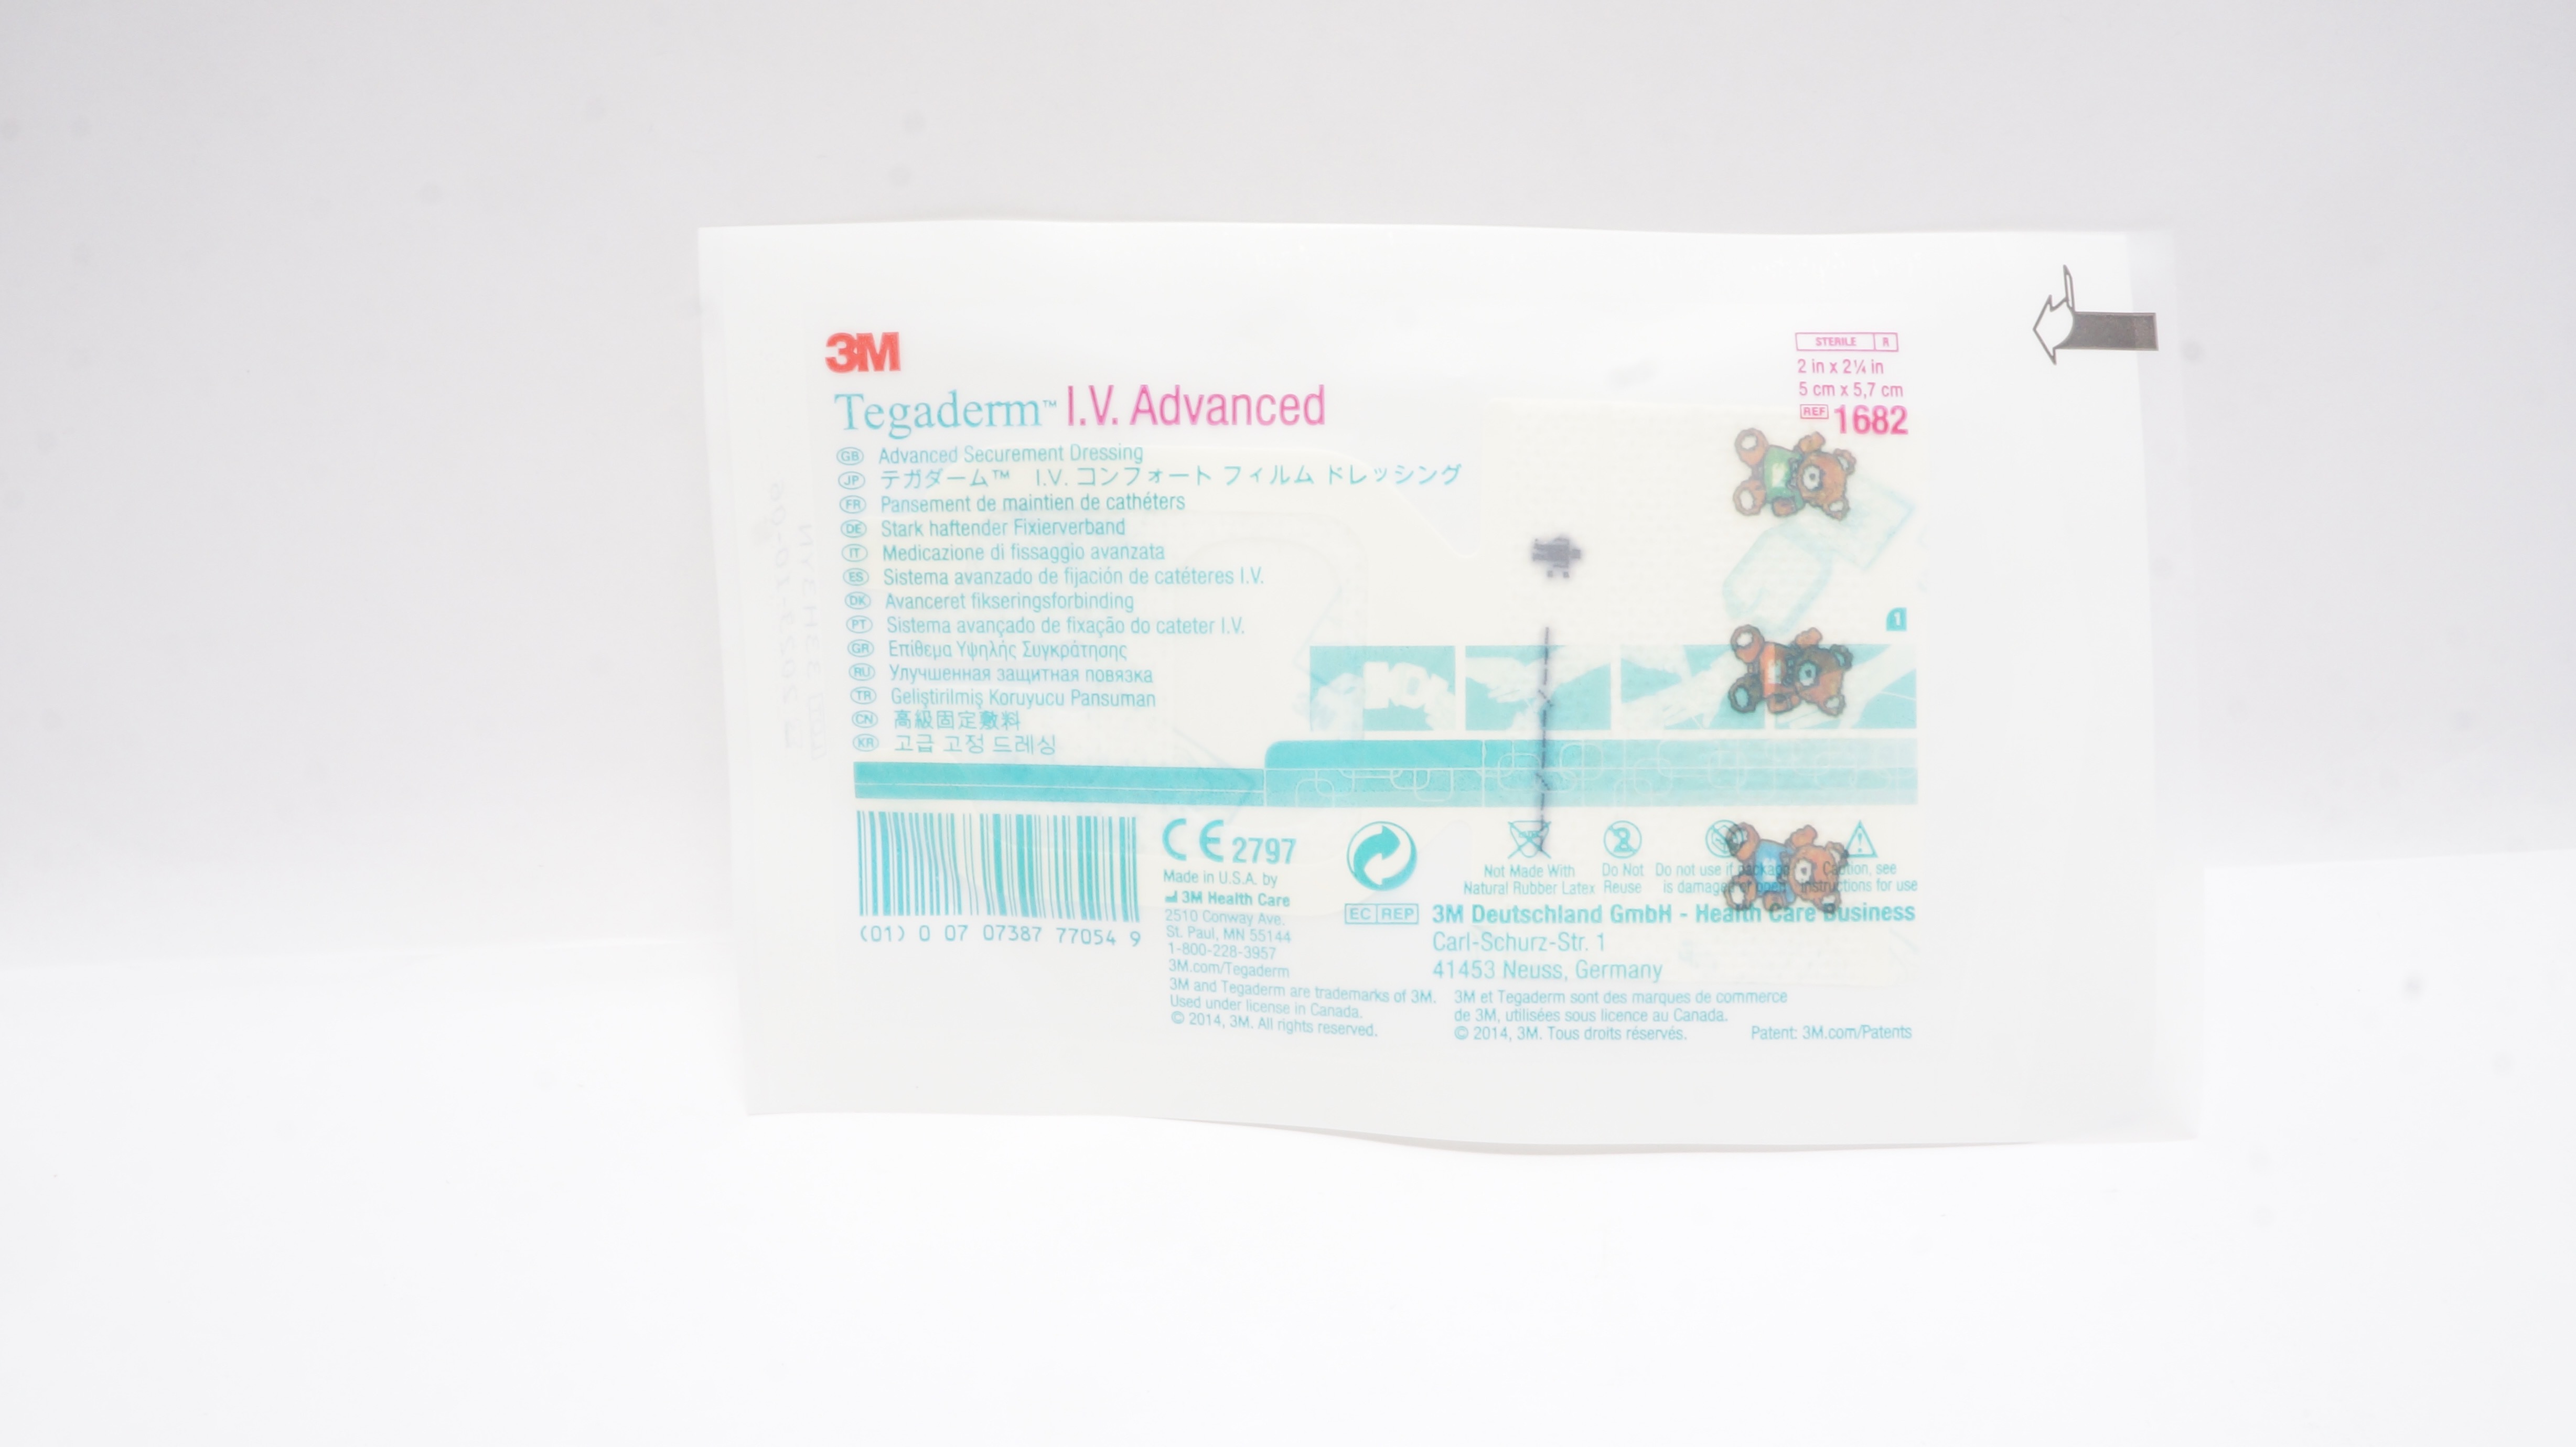 3M
Tegaderm™ I.V. Advanced
STERILE R
2 in x 2¼ in
5 cm x 5,7 cm
REF 1682
GB Advanced Securement Dressing
JP テガダーム™ I.V. コンフォート フィルム ドレッシング
FR Pansement de maintien de cathéters
DE Stark haftender Fixierverband
IT Medicazione di fissaggio avanzata
ES Sistema avanzado de fijación de catéteres I.V.
DK Avanceret fikseringsforbinding
PT Sistema avançado de fixação do cateter I.V.
GR Επίθεμα Υψηλής Συγκράτησης
RU Улучшенная защитная повязка
TR Geliştirilmiş Koruyucu Pansuman
CN 高級固定敷料
KR 고급 고정 드레싱
1
(01) 0 07 07387 77054 9
CE 2797
Made in U.S.A. by
3M Health Care
2510 Conway Ave.
St. Paul, MN 55144
1-800-228-3957
3M.com/Tegaderm
3M and Tegaderm are trademarks of 3M.
Used under license in Canada.
© 2014, 3M. All rights reserved.
Not Made With
Natural Rubber Latex
Do Not
Reuse
Do not use if package
is damaged or open
Caution, see
instructions for use
EC REP 3M Deutschland GmbH - Health Care Business
Carl-Schurz-Str. 1
41453 Neuss, Germany
3M et Tegaderm sont des marques de commerce
de 3M, utilisées sous licence au Canada.
© 2014, 3M. Tous droits réservés.
Patent: 3M.com/Patents